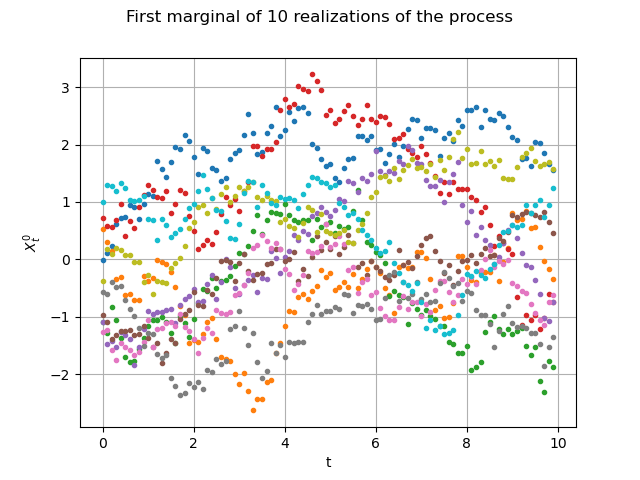 First marginal of 10 realizations of the process
3
2
1
0
−1
−2
X_t^0
0 2 4 6 8 10
t